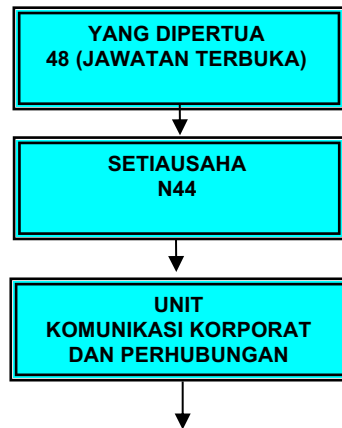 YANG DIPERTUA
48 (JAWATAN TERBUKA)
SETIAUSAHA
N44
UNIT
KOMUNIKASI KORPORAT
DAN PERHUBUNGAN